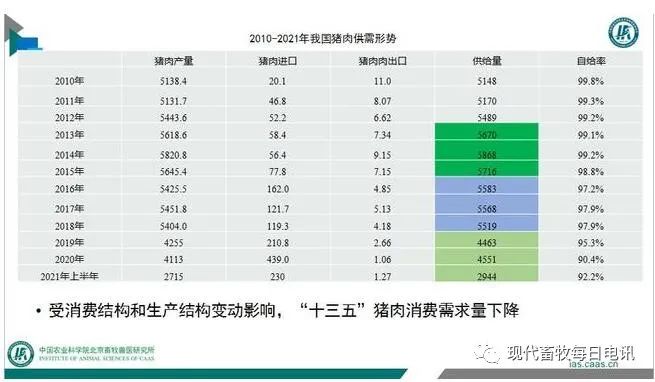 2010-2021年我国猪肉供需形势
猪肉产量 猪肉进口 猪肉出口 供给量 自给率
2010年 5138.4 20.1 11.0 5148 99.8%
2011年 5131.7 46.8 8.07 5170 99.3%
2012年 5443.6 52.2 6.62 5489 99.2%
2013年 5618.6 58.4 7.34 5670 99.1%
2014年 5820.8 56.4 9.15 5868 99.2%
2015年 5645.4 77.8 7.15 5716 98.8%
2016年 5425.5 162.0 4.85 5583 97.2%
2017年 5451.8 121.7 5.13 5568 97.9%
2018年 5404.0 119.3 4.18 5519 97.9%
2019年 4255 210.8 2.66 4463 95.3%
2020年 4113 439.0 1.06 4551 90.4%
2021年上半年 2715 230 1.27 2944 92.2%
• 受消费结构和生产结构变动影响，“十三五”猪肉消费需求量下降
中国农业科学院北京畜牧兽医研究所
INSTITUTE OF ANIMAL SCIENCES OF CAAS
现代畜牧每日电讯
ias.caas.cn